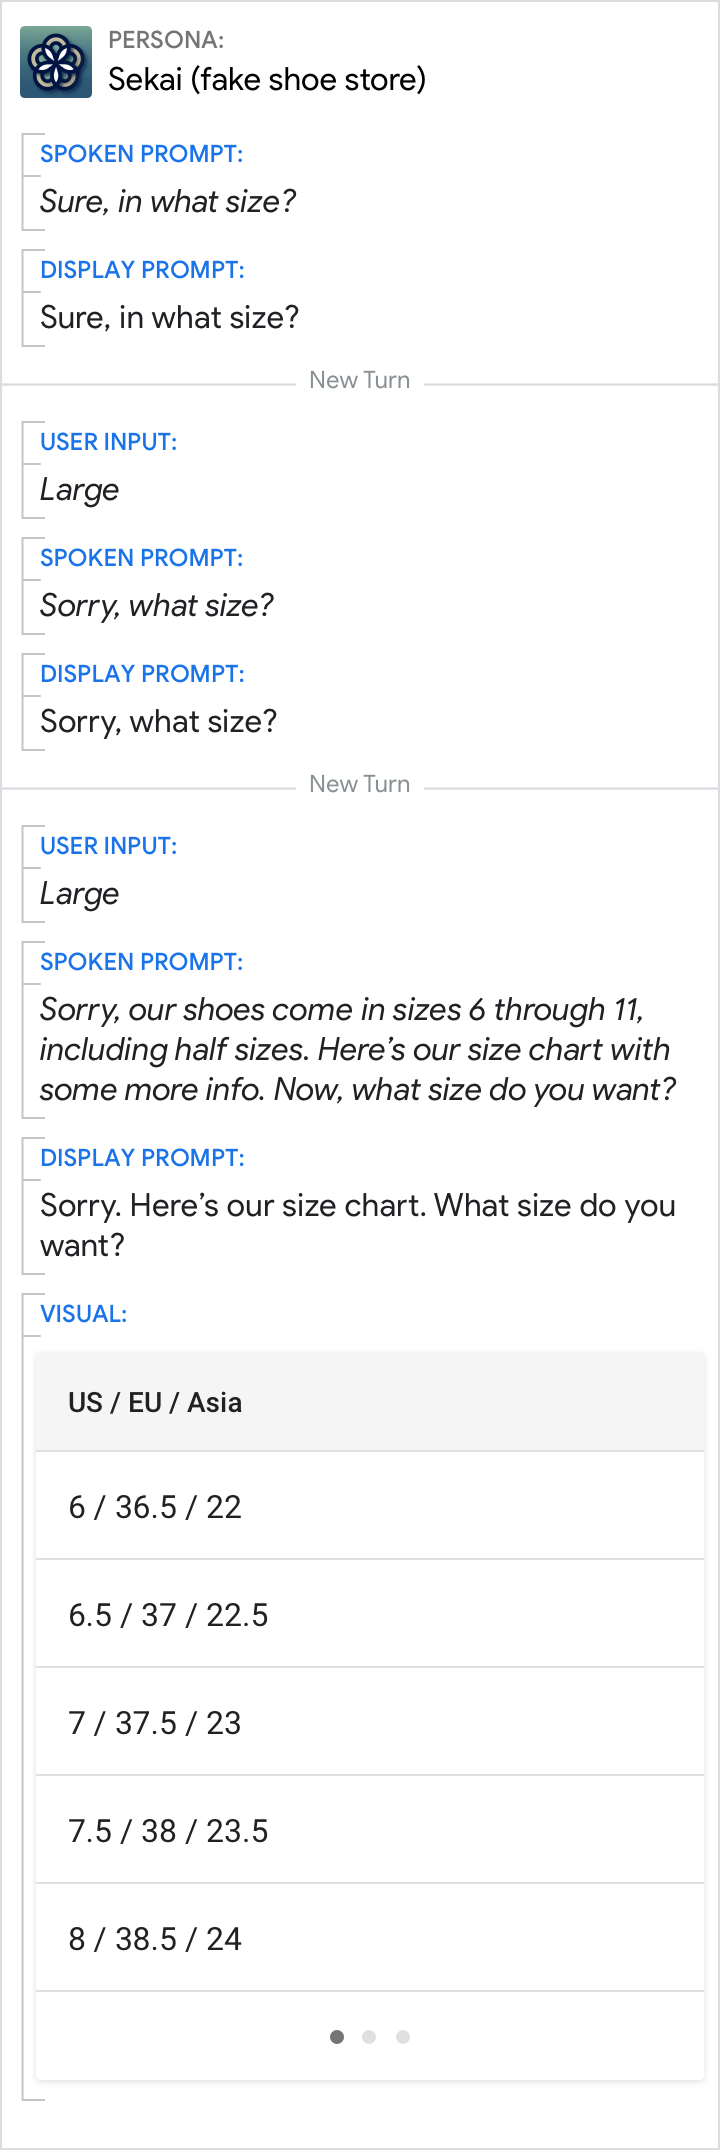 PERSONA:
Sekai (fake shoe store)
SPOKEN PROMPT:
Sure, in what size?
DISPLAY PROMPT:
Sure, in what size?
New Turn
USER INPUT:
Large
SPOKEN PROMPT:
Sorry, what size?
DISPLAY PROMPT:
Sorry, what size?
New Turn
USER INPUT:
Large
SPOKEN PROMPT:
Sorry, our shoes come in sizes 6 through 11,
including half sizes. Here’s our size chart with
some more info. Now, what size do you want?
DISPLAY PROMPT:
Sorry. Here’s our size chart. What size do you
want?
VISUAL:
US / EU / Asia
6 / 36.5 / 22
6.5 / 37 / 22.5
7 / 37.5 / 23
7.5 / 38 / 23.5
8 / 38.5 / 24